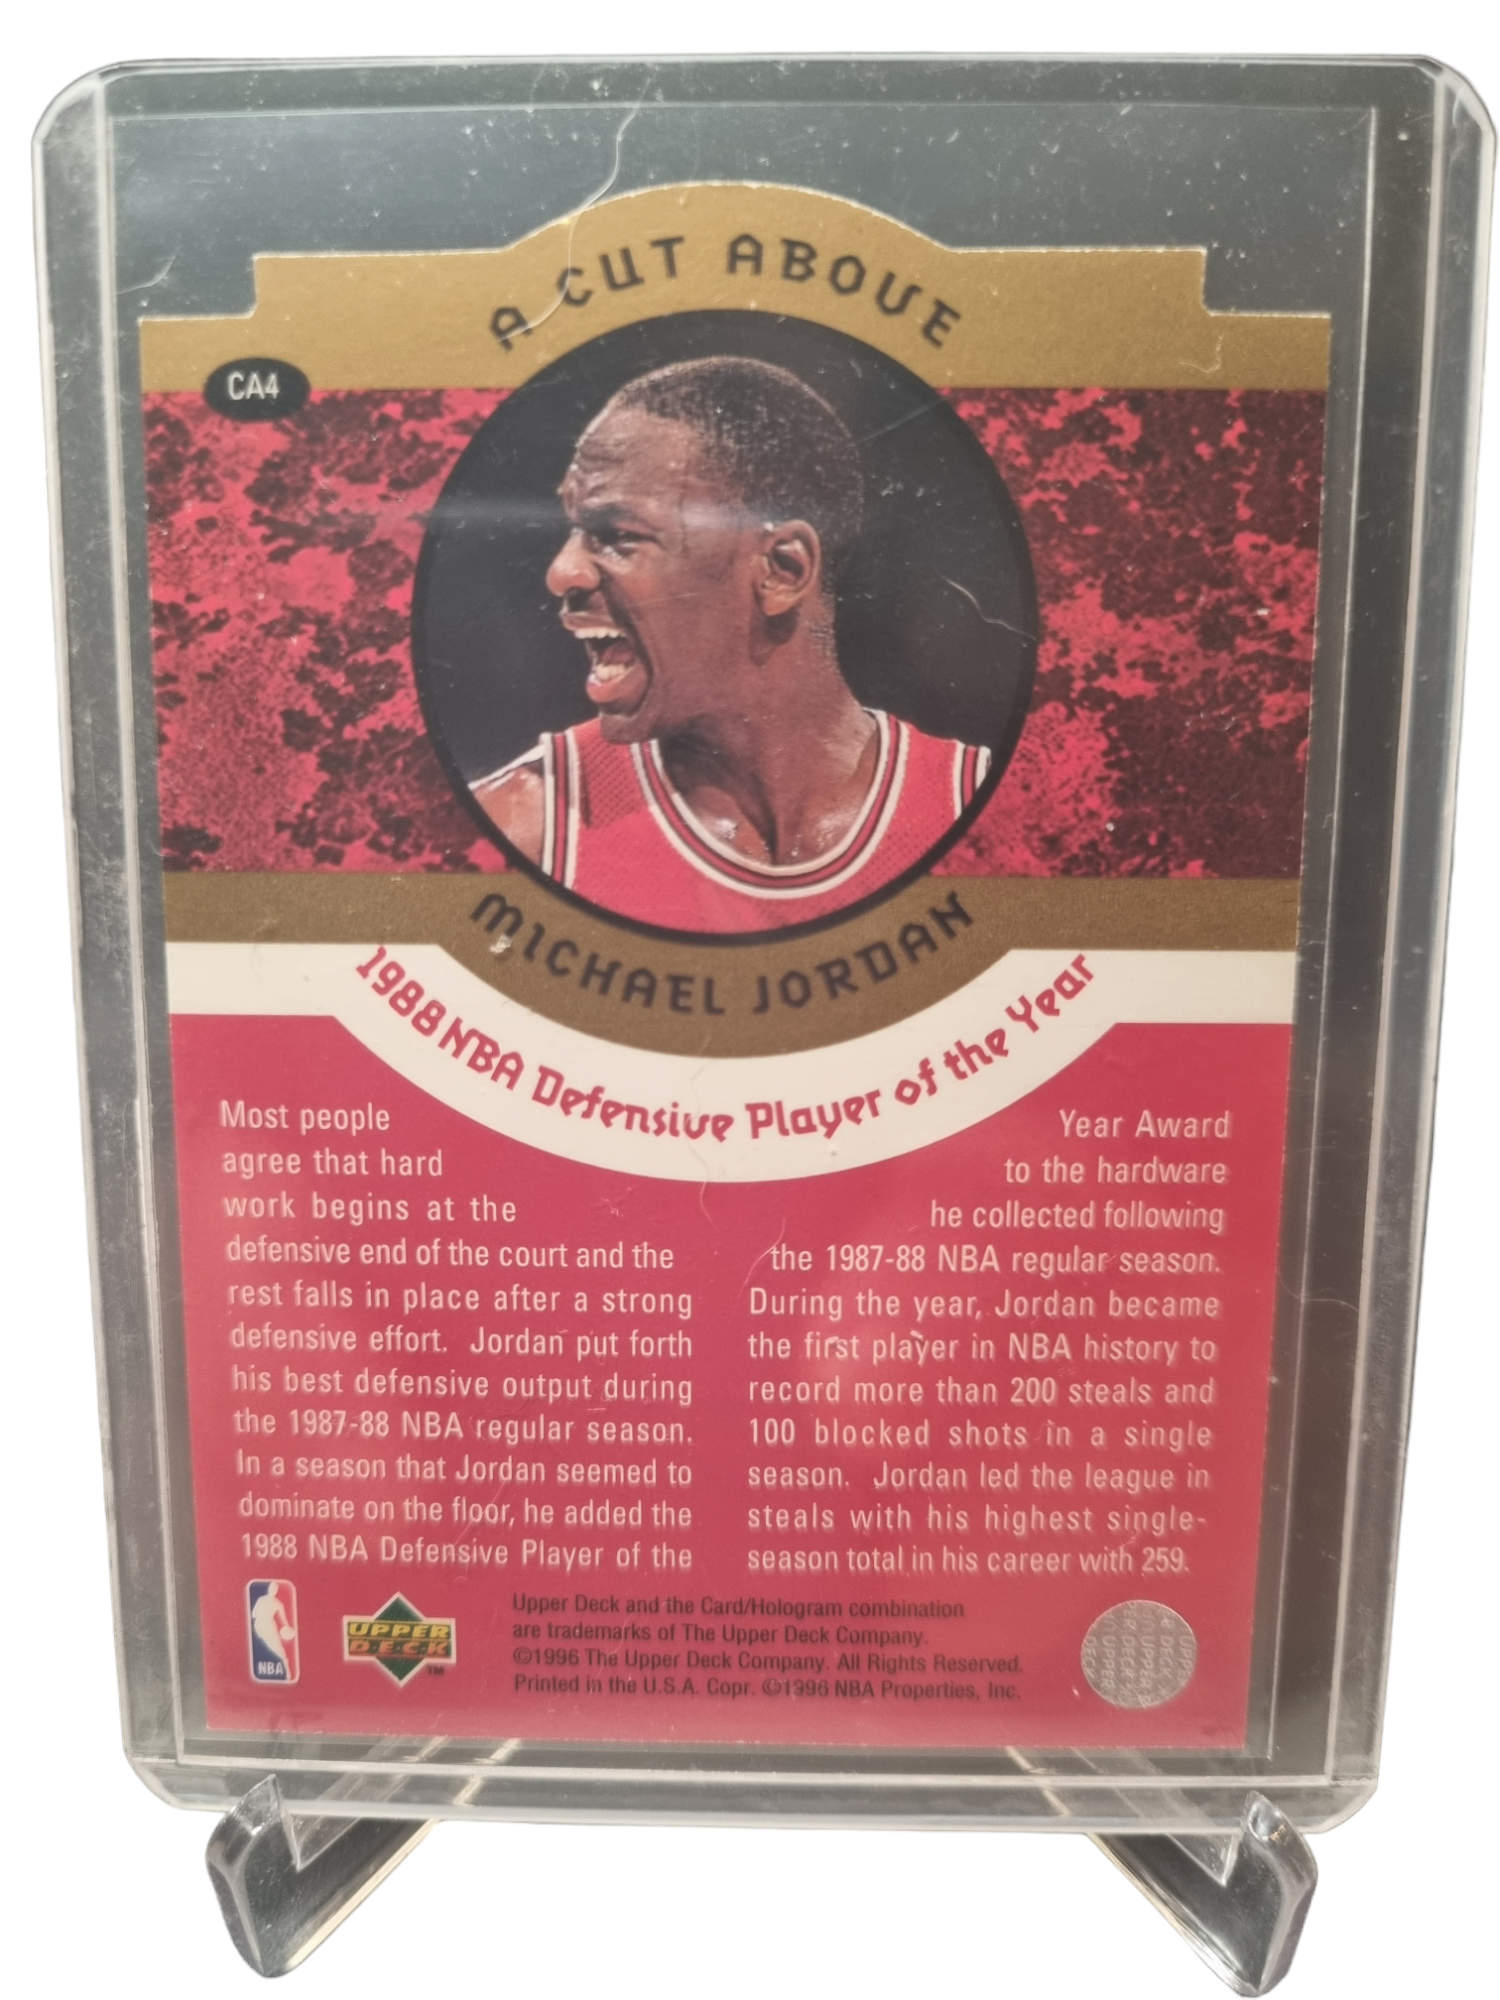 A CUT ABOVE
CA4
MICHAEL JORDAN
1988 NBA Defensive Player of the Year
Most people
agree that hard
work begins at the
defensive end of the court and the
rest falls in place after a strong
defensive effort. Jordan put forth
his best defensive output during
the 1987-88 NBA regular season.
In a season that Jordan seemed to
dominate on the floor, he added the
1988 NBA Defensive Player of the
Year Award
to the hardware
he collected following
the 1987-88 NBA regular season.
During the year, Jordan became
the first player in NBA history to
record more than 200 steals and
100 blocked shots in a single
season. Jordan led the league in
steals with his highest single-
season total in his career with 259.
NBA
UPPER
DECK
TM
Upper Deck and the Card/Hologram combination
are trademarks of The Upper Deck Company.
©1996 The Upper Deck Company. All Rights Reserved.
Printed in the U.S.A. Copr. ©1996 NBA Properties, Inc.